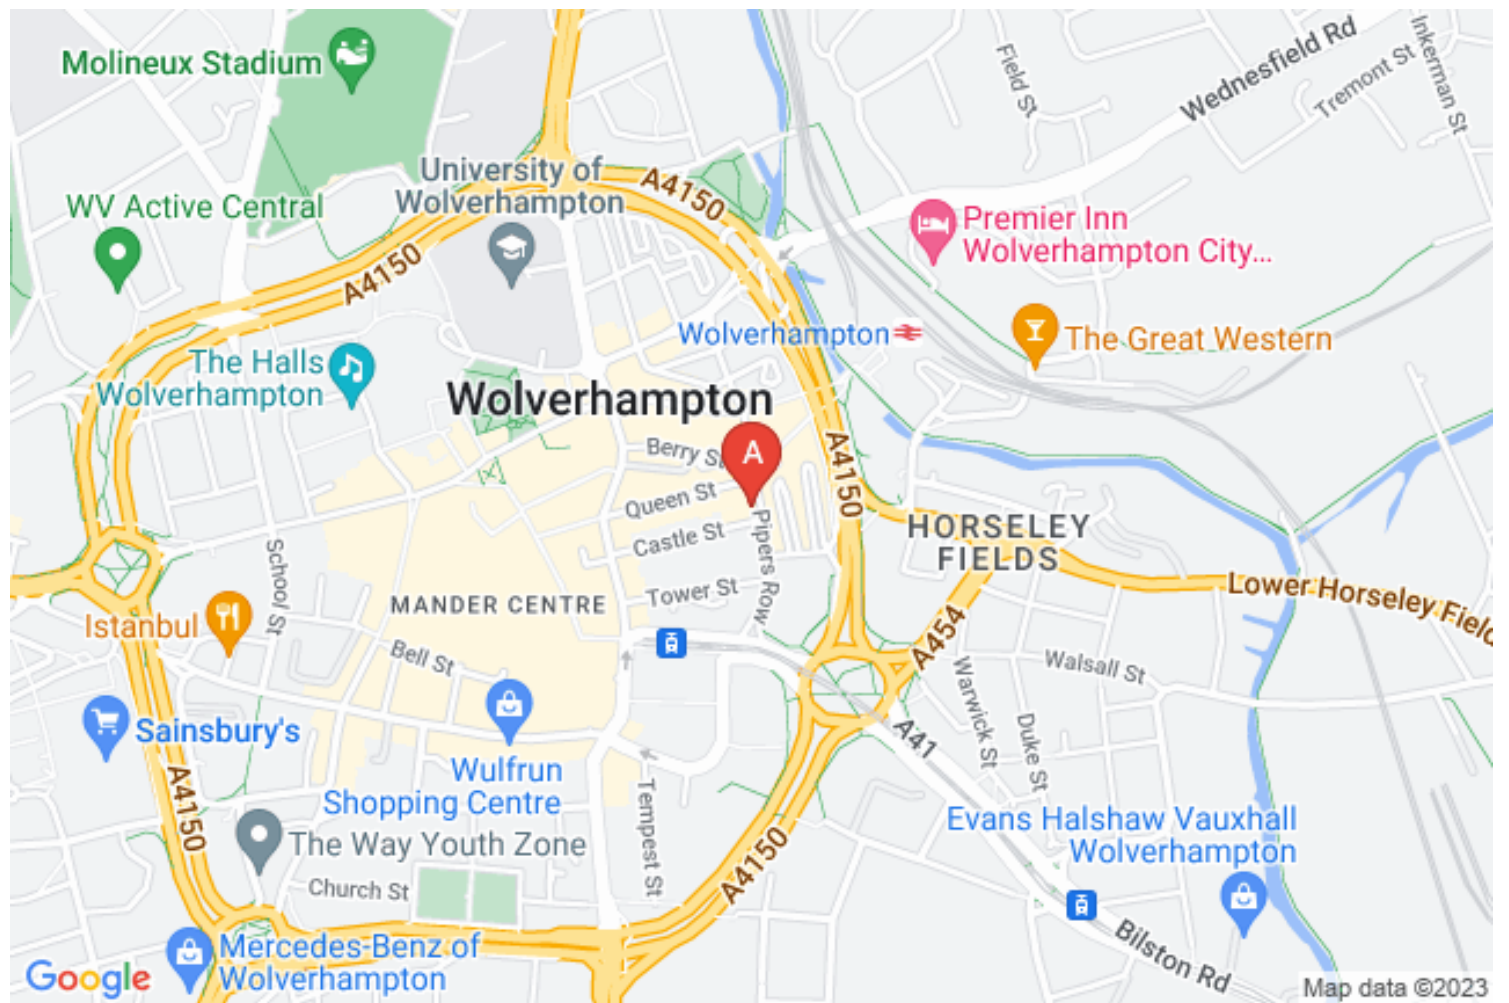 Molineux Stadium
Wednesfield Rd
Field St
Tremont St
Inkerman St
University of
Wolverhampton
A4150
WV Active Central
Premier Inn
Wolverhampton City...
A4150
Wolverhampton
The Great Western
The Halls
Wolverhampton
Wolverhampton
Berry St
A
A4150
Queen St
Castle St
Pipers Row
HORSELEY
FIELDS
School St
Tower St
MANDER CENTRE
Lower Horseley Field
Istanbul
A454
Bell St
Walsall St
Warwick St
Sainsbury's
Duke St
A41
Wulfrun
Shopping Centre
A4150
Tempest St
Evans Halshaw Vauxhall
Wolverhampton
The Way Youth Zone
A4150
Church St
Mercedes-Benz of
Wolverhampton
Bilston Rd
Google
Map data ©2023